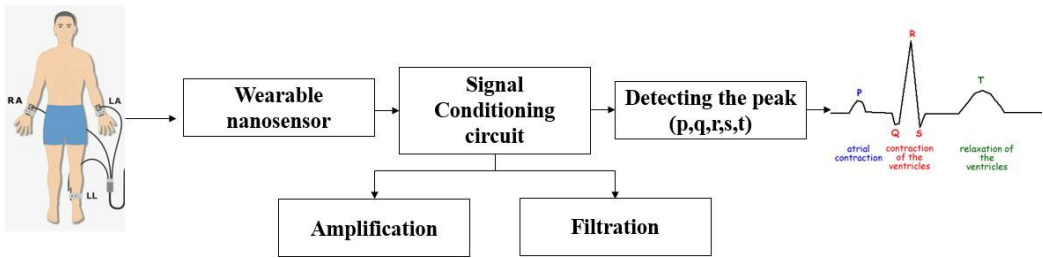 RA
LA
LL
Wearable
nanosensor
Signal
Conditioning
circuit
Amplification
Filtration
Detecting the peak
(p,q,r,s,t)
R
P
T
Q
S
atrial
contraction
contraction
of the
ventricles
relaxation of
the
ventricles